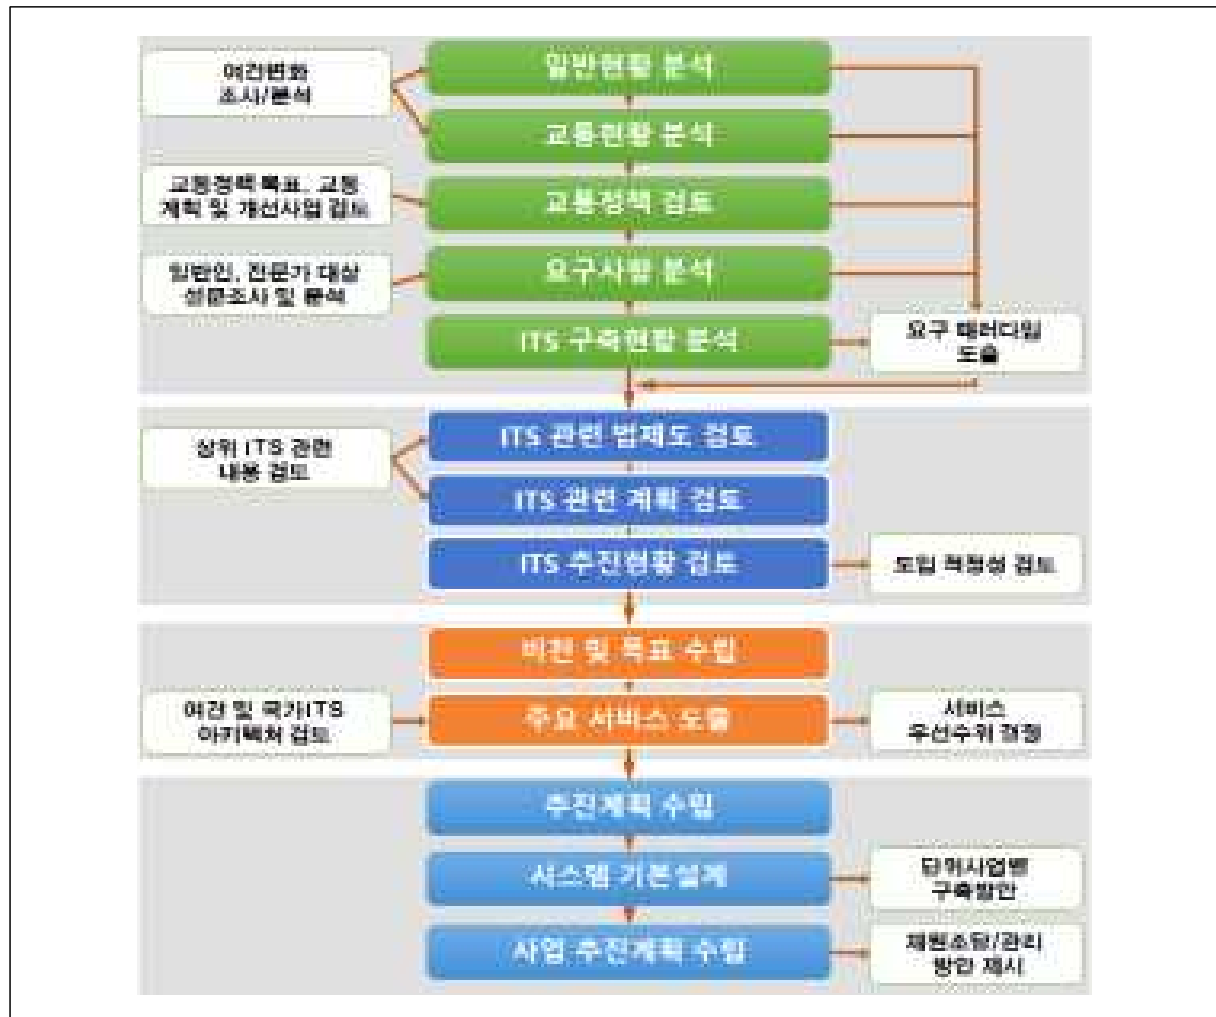 여건변화
조사/분석
일반현황 분석
교통현황 분석
교통정책 목표, 교통
계획 및 개선사업 검토
교통정책 검토
일반인, 전문가 대상
설문조사 및 분석
요구사항 분석
ITS 구축현황 분석
요구 패러다임
도출
상위 ITS 관련
내용 검토
ITS 관련 법제도 검토
ITS 관련 계획 검토
ITS 추진현황 검토
도입 적정성 검토
비전 및 목표 수립
여건 및 국가ITS
아키텍처 검토
주요 서비스 도출
서비스
우선순위 결정
추진계획 수립
시스템 기본설계
단위사업별
구축방안
사업 추진계획 수립
재원조달/관리
방안 제시